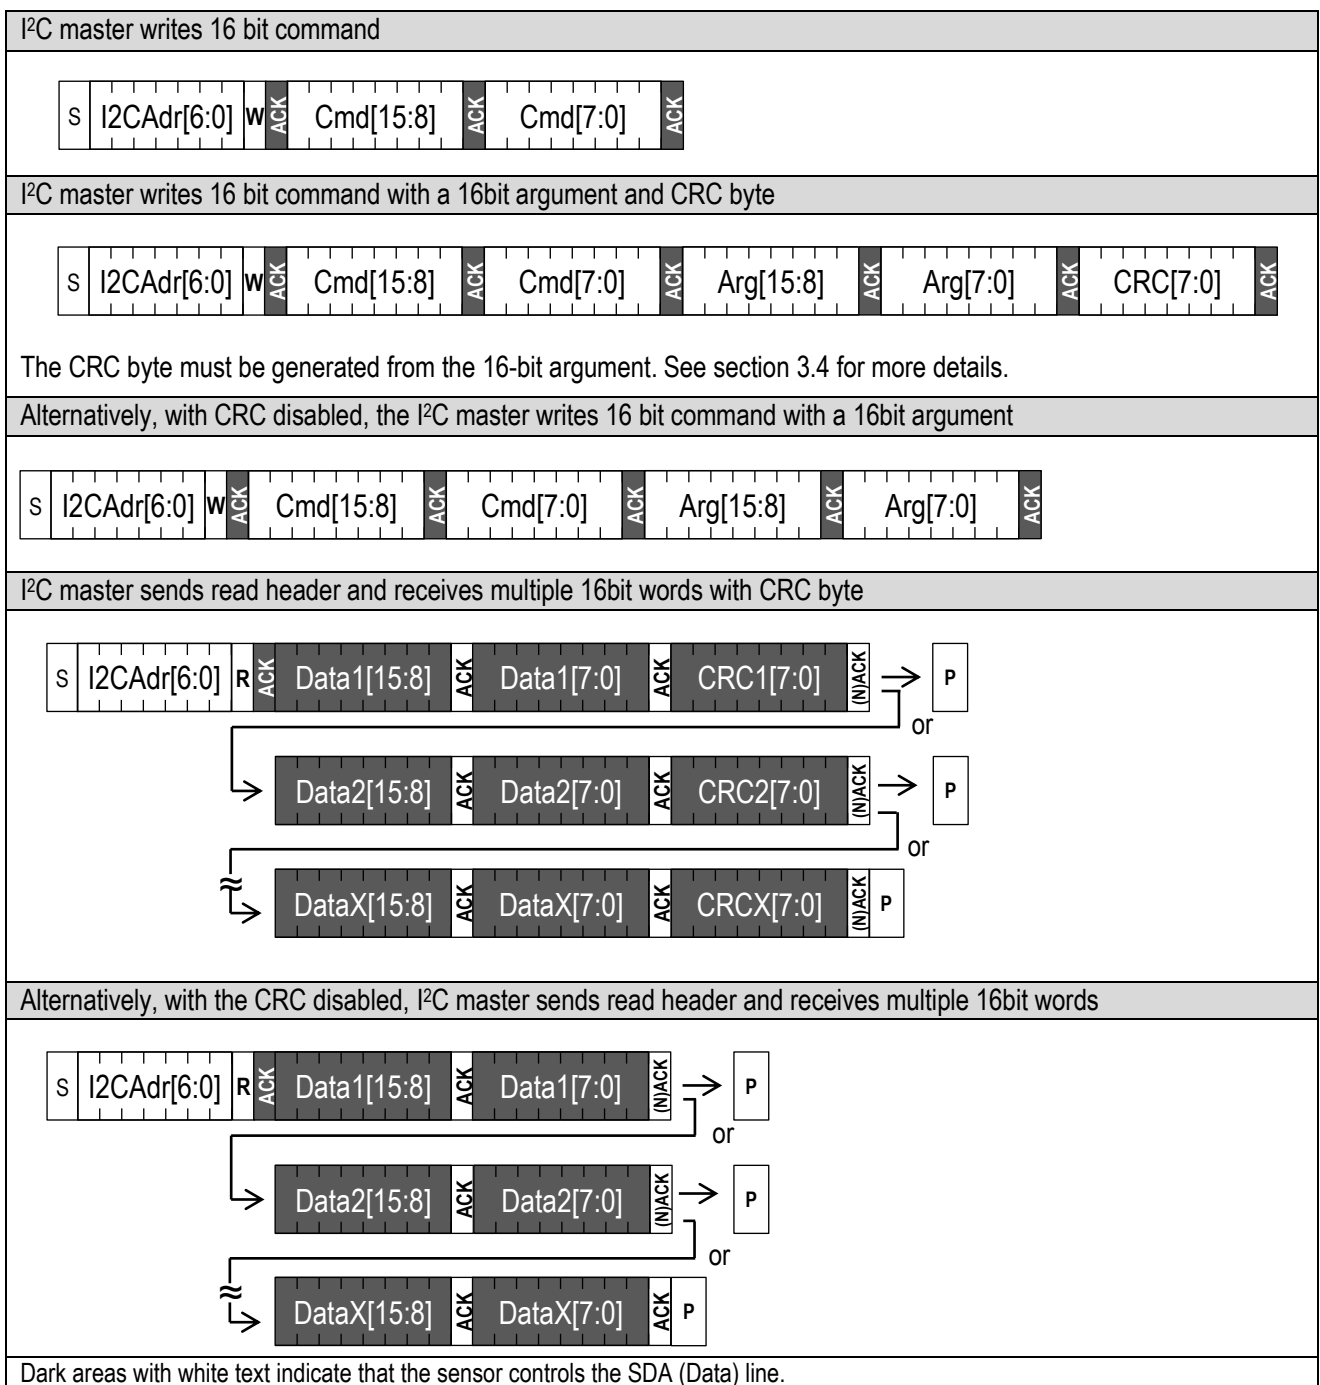 I²C master writes 16 bit command
S I2CAdr[6:0] W ACK Cmd[15:8] ACK Cmd[7:0] ACK
I²C master writes 16 bit command with a 16bit argument and CRC byte
S I2CAdr[6:0] W ACK Cmd[15:8] ACK Cmd[7:0] ACK Arg[15:8] ACK Arg[7:0] ACK CRC[7:0] ACK
The CRC byte must be generated from the 16-bit argument. See section 3.4 for more details.
Alternatively, with CRC disabled, the I²C master writes 16 bit command with a 16bit argument
S I2CAdr[6:0] W ACK Cmd[15:8] ACK Cmd[7:0] ACK Arg[15:8] ACK Arg[7:0] ACK
I²C master sends read header and receives multiple 16bit words with CRC byte
S I2CAdr[6:0] R ACK Data1[15:8] ACK Data1[7:0] ACK CRC1[7:0] (N)ACK P
or
Data2[15:8] ACK Data2[7:0] ACK CRC2[7:0] (N)ACK P
or
DataX[15:8] ACK DataX[7:0] ACK CRCX[7:0] (N)ACK P
Alternatively, with the CRC disabled, I²C master sends read header and receives multiple 16bit words
S I2CAdr[6:0] R ACK Data1[15:8] ACK Data1[7:0] (N)ACK P
or
Data2[15:8] ACK Data2[7:0] (N)ACK P
or
DataX[15:8] ACK DataX[7:0] ACK P
Dark areas with white text indicate that the sensor controls the SDA (Data) line.